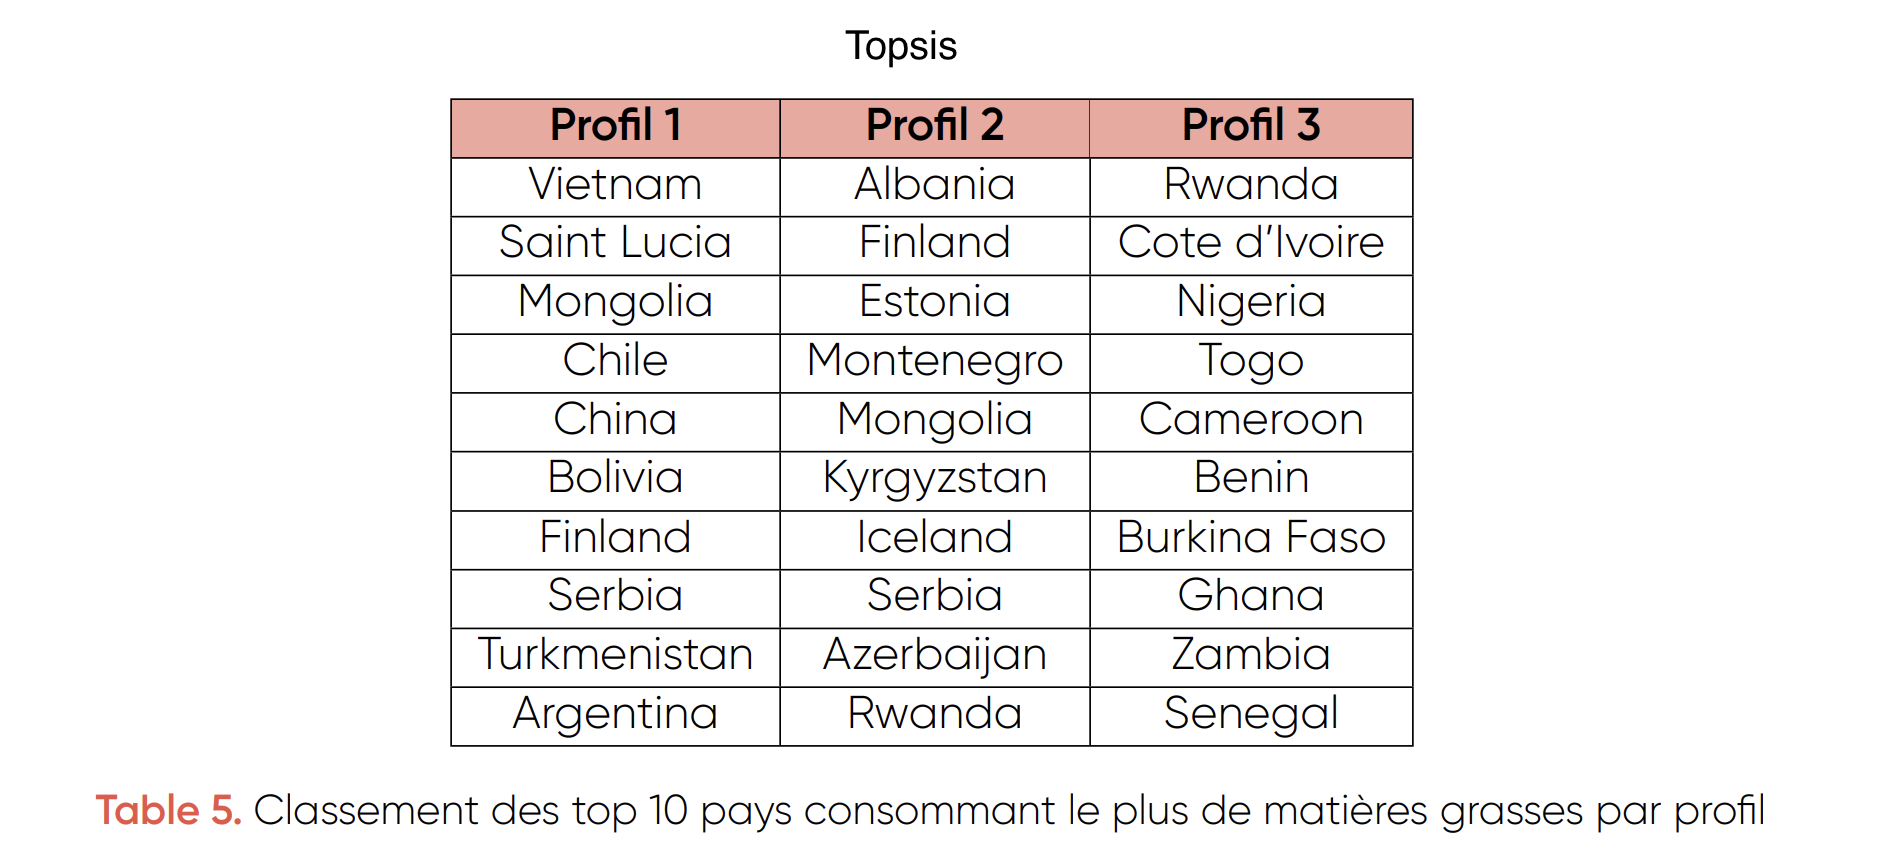 Topsis
Profil 1 Profil 2 Profil 3
Vietnam Albania Rwanda
Saint Lucia Finland Cote d’Ivoire
Mongolia Estonia Nigeria
Chile Montenegro Togo
China Mongolia Cameroon
Bolivia Kyrgyzstan Benin
Finland Iceland Burkina Faso
Serbia Serbia Ghana
Turkmenistan Azerbaijan Zambia
Argentina Rwanda Senegal
Table 5. Classement des top 10 pays consommant le plus de matières grasses par profil